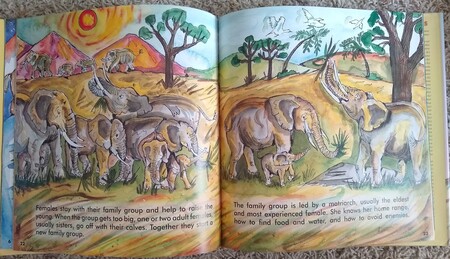 Females stay with their family group and help to raise the
young. When the group gets too big, one or two adult females,
usually sisters, go off with their calves. Together they start a
new family group.
22
The family group is led by a matriarch, usually the eldest
and most experienced female. She knows her home range,
how to find food and water, and how to avoid enemies.
23